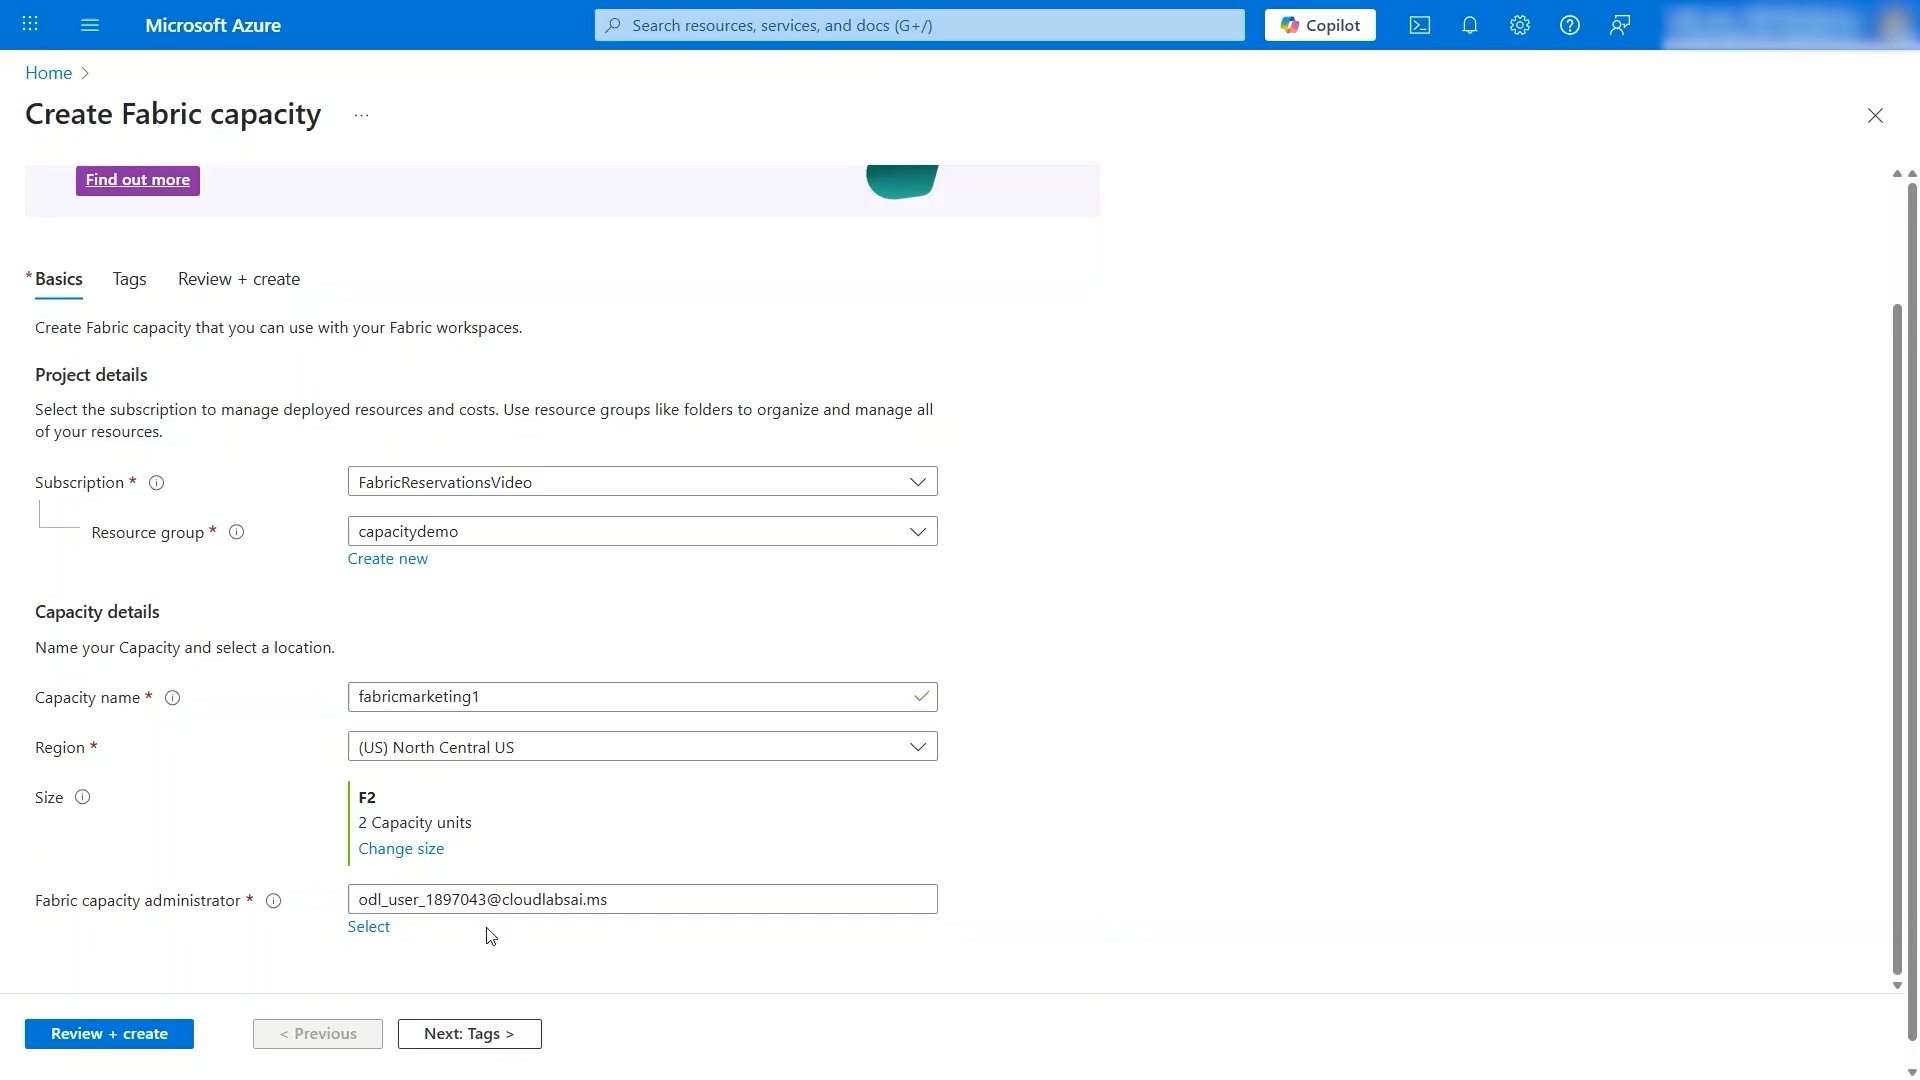 Microsoft Azure
Search resources, services, and docs (G+/)
Copilot
Home
Create Fabric capacity
...
Find out more
* Basics
Tags
Review + create
Create Fabric capacity that you can use with your Fabric workspaces.
Project details
Select the subscription to manage deployed resources and costs. Use resource groups like folders to organize and manage all
of your resources.
Subscription *
FabricReservationsVideo
Resource group *
capacitydemo
Create new
Capacity details
Name your Capacity and select a location.
Capacity name *
fabricmarketing1
Region *
(US) North Central US
Size
F2
2 Capacity units
Change size
Fabric capacity administrator *
odl_user_1897043@cloudlabsai.ms
Select
Review + create
< Previous
Next: Tags >